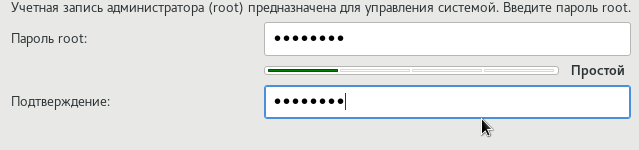 Учетная запись администратора (root) предназначена для управления системой. Введите пароль root.
Пароль root: ●●●●●●●●
Простой
Подтверждение: ●●●●●●●●